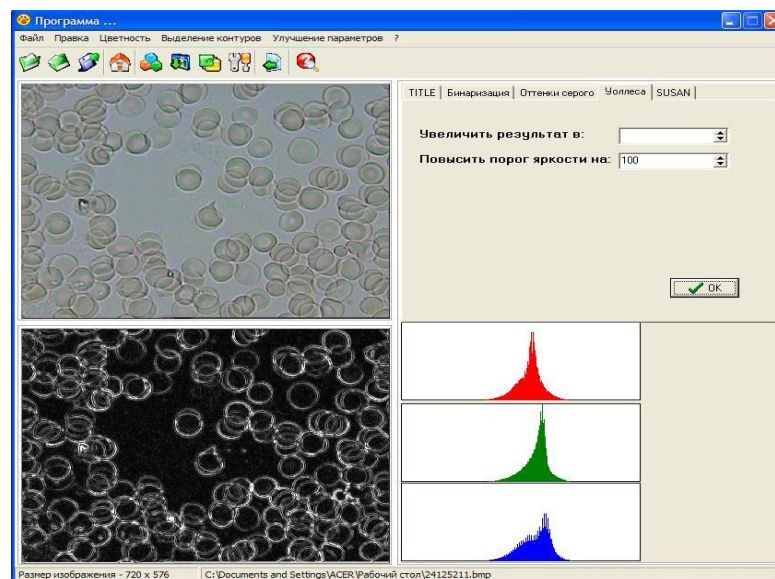 Программа ...
Файл Правка Цветность Выделение контуров Улучшение параметров ?
TITLE Бинаризация Оттенки серого Уоллеса SUSAN
Увеличить результат в:
Повысить порог яркости на: 100
OK
Размер изображения - 720 x 576 C:\Documents and Settings\ACER\Рабочий стол\24125211.bmp